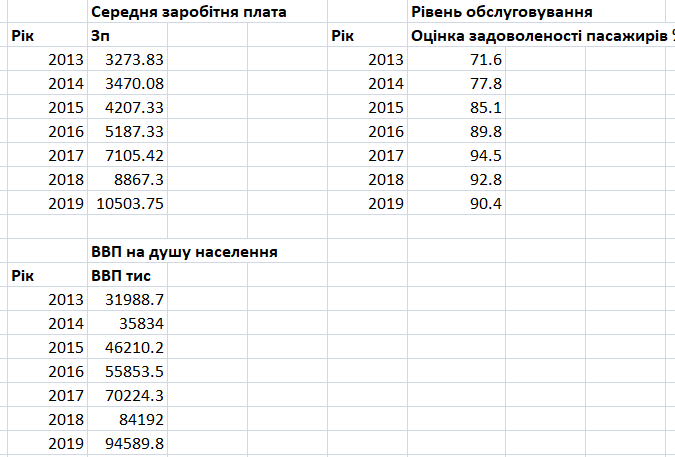 Середня заробітня плата Рівень обслуговування
Рік Зп Рік Оцінка задоволеності пасажирів %
2013 3273.83 2013 71.6
2014 3470.08 2014 77.8
2015 4207.33 2015 85.1
2016 5187.33 2016 89.8
2017 7105.42 2017 94.5
2018 8867.3 2018 92.8
2019 10503.75 2019 90.4
ВВП на душу населення
Рік ВВП тис
2013 31988.7
2014 35834
2015 46210.2
2016 55853.5
2017 70224.3
2018 84192
2019 94589.8